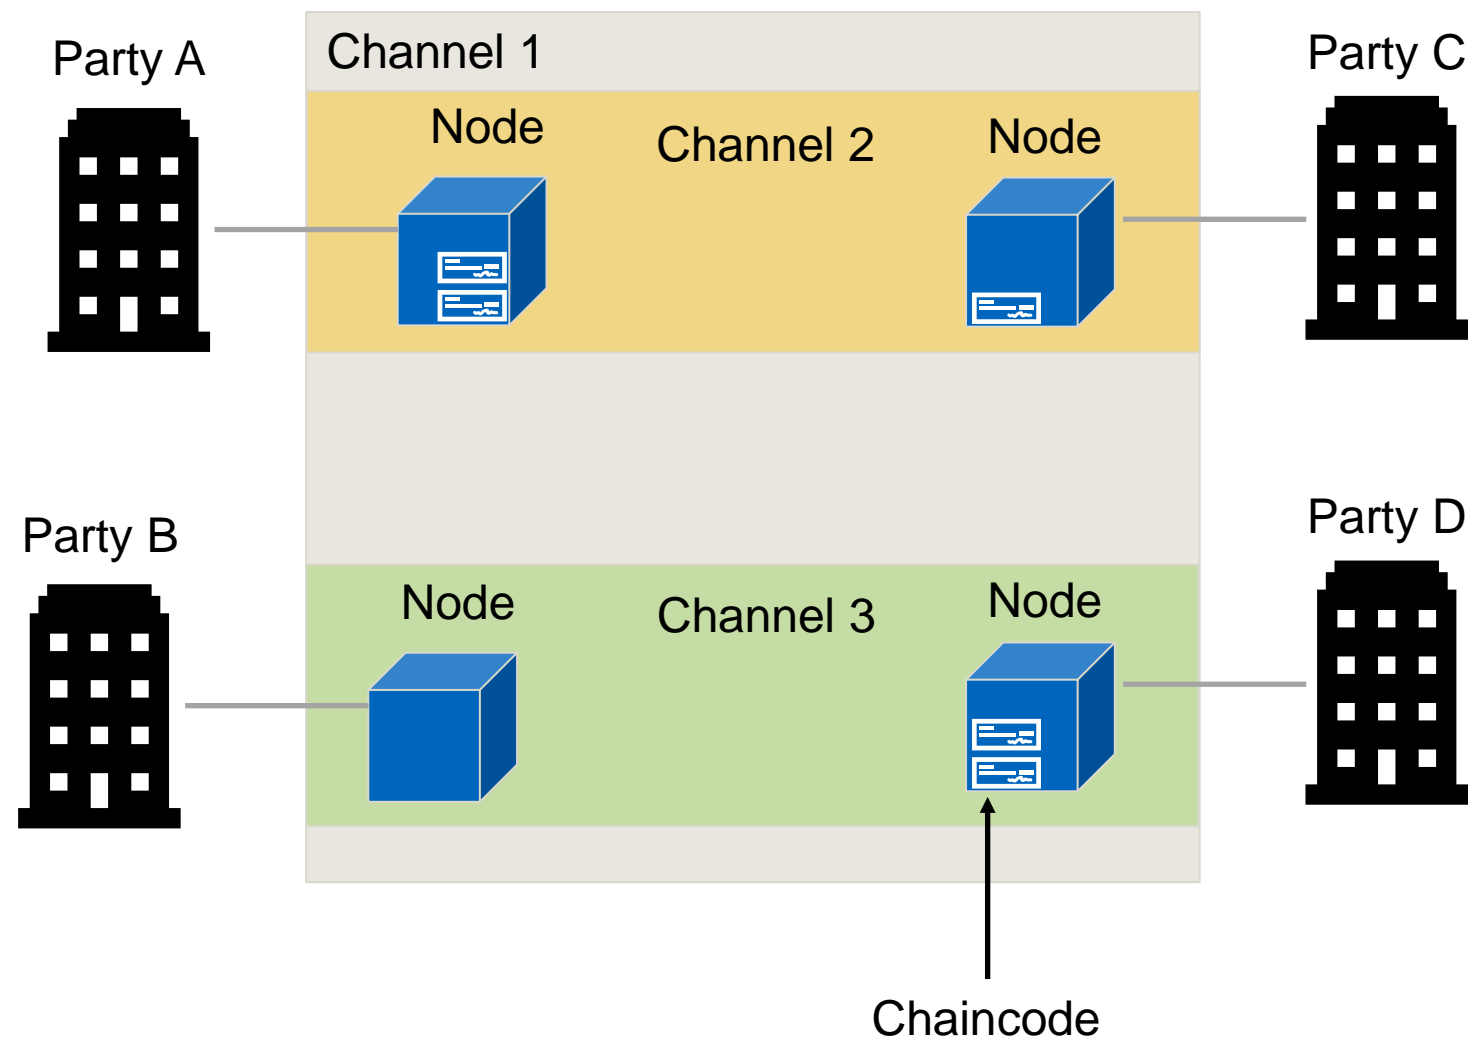 Party A
Channel 1
Party C
Node
Channel 2
Node
Party B
Party D
Node
Channel 3
Node
Chaincode